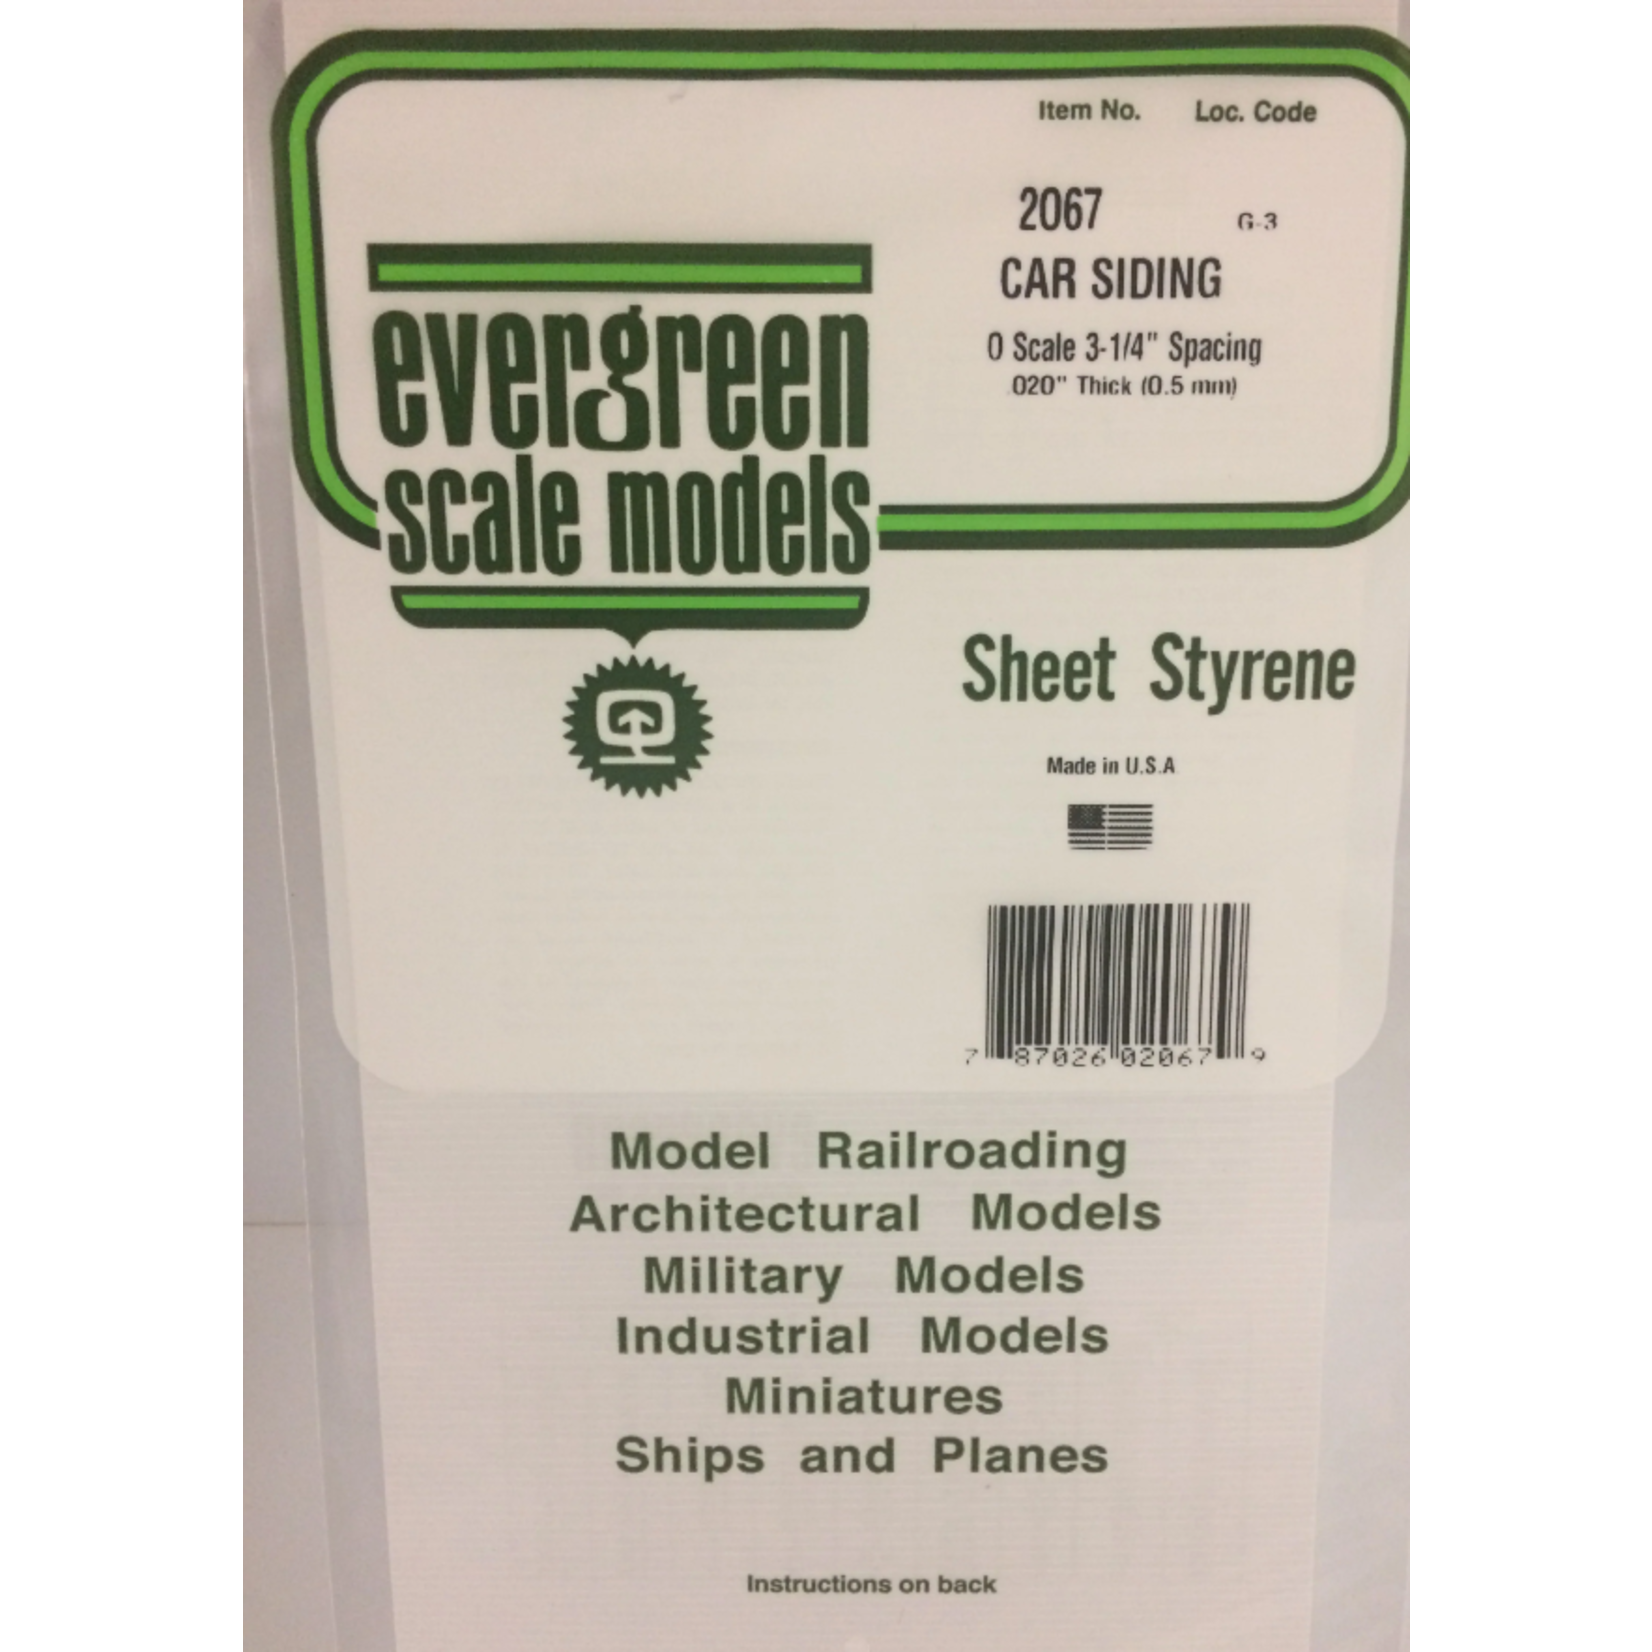 Item No. Loc. Code
2067 G-3
CAR SIDING
O Scale 3-1/4" Spacing
.020" Thick (0.5 mm)
evergreen
scale models
Sheet Styrene
Made in U.S.A
7 87026 02067 9
Model Railroading
Architectural Models
Military Models
Industrial Models
Miniatures
Ships and Planes
Instructions on back